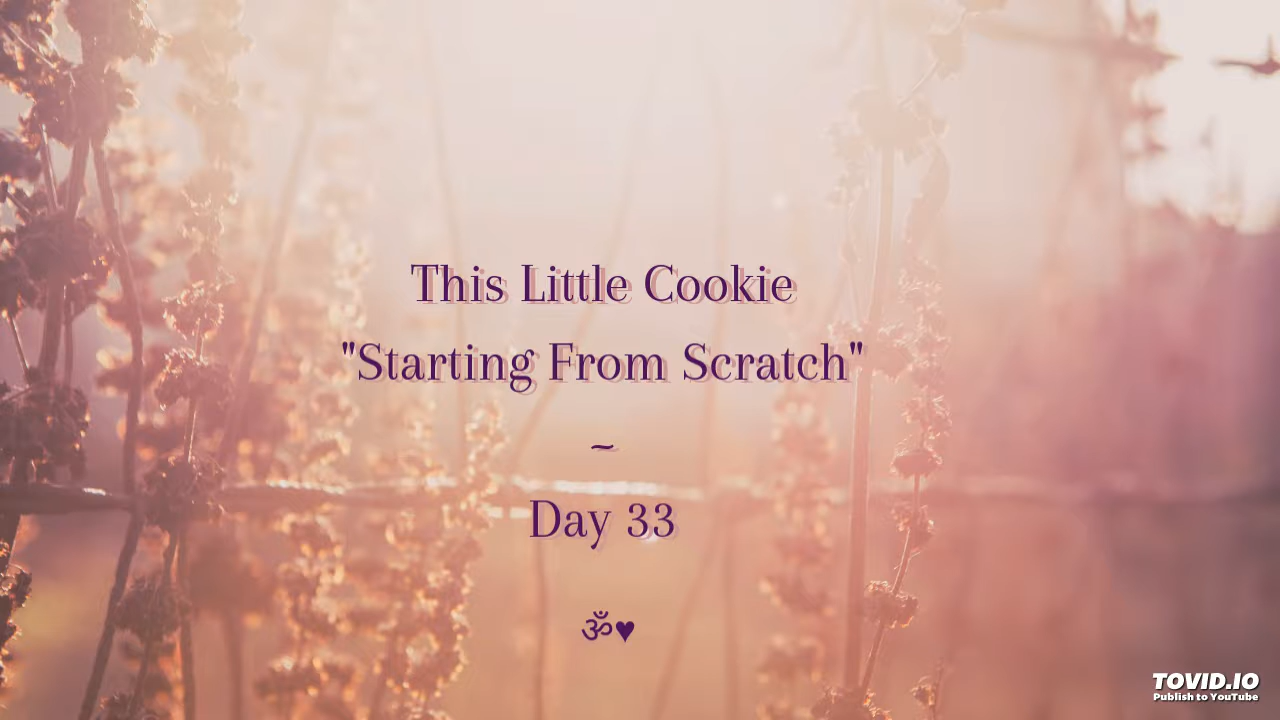 This Little Cookie
"Starting From Scratch"
~
Day 33
ॐ♥
TOVID.IO
Publish to YouTube